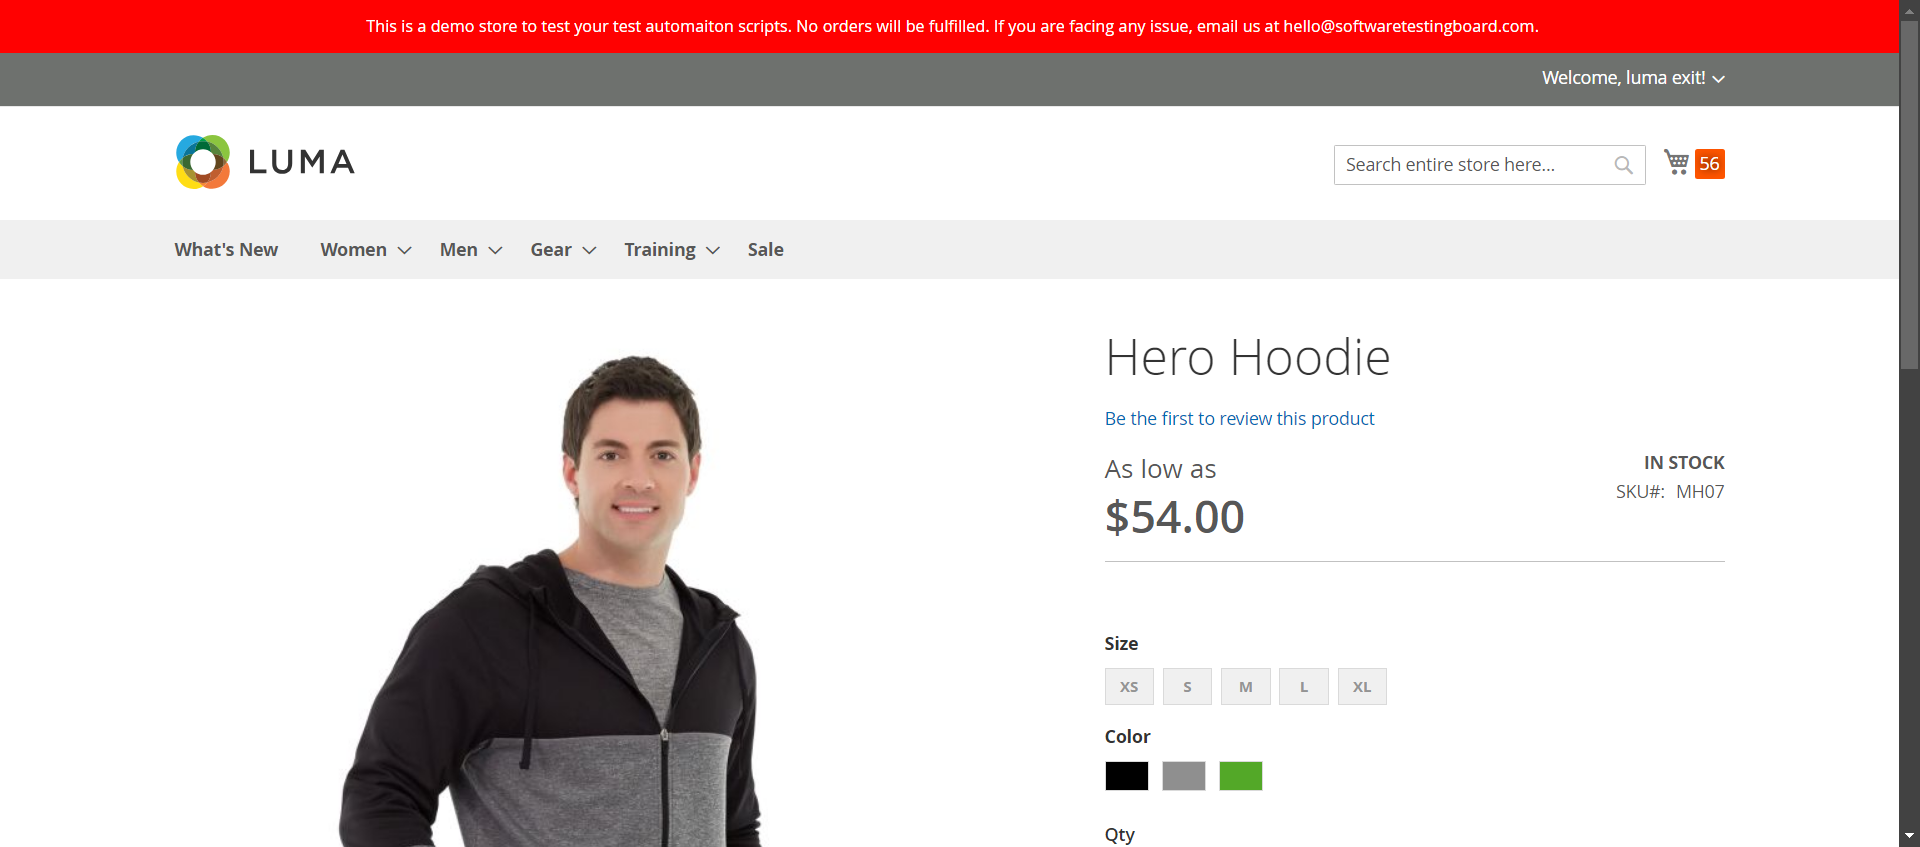 This is a demo store to test your test automaiton scripts. No orders will be fulfilled. If you are facing any issue, email us at hello@softwaretestingboard.com.
Welcome, luma exit!
LUMA
Search entire store here...
56
What's New Women Men Gear Training Sale
Hero Hoodie
Be the first to review this product
As low as
$54.00
IN STOCK
SKU#: MH07
Size
XS S M L XL
Color
Qty